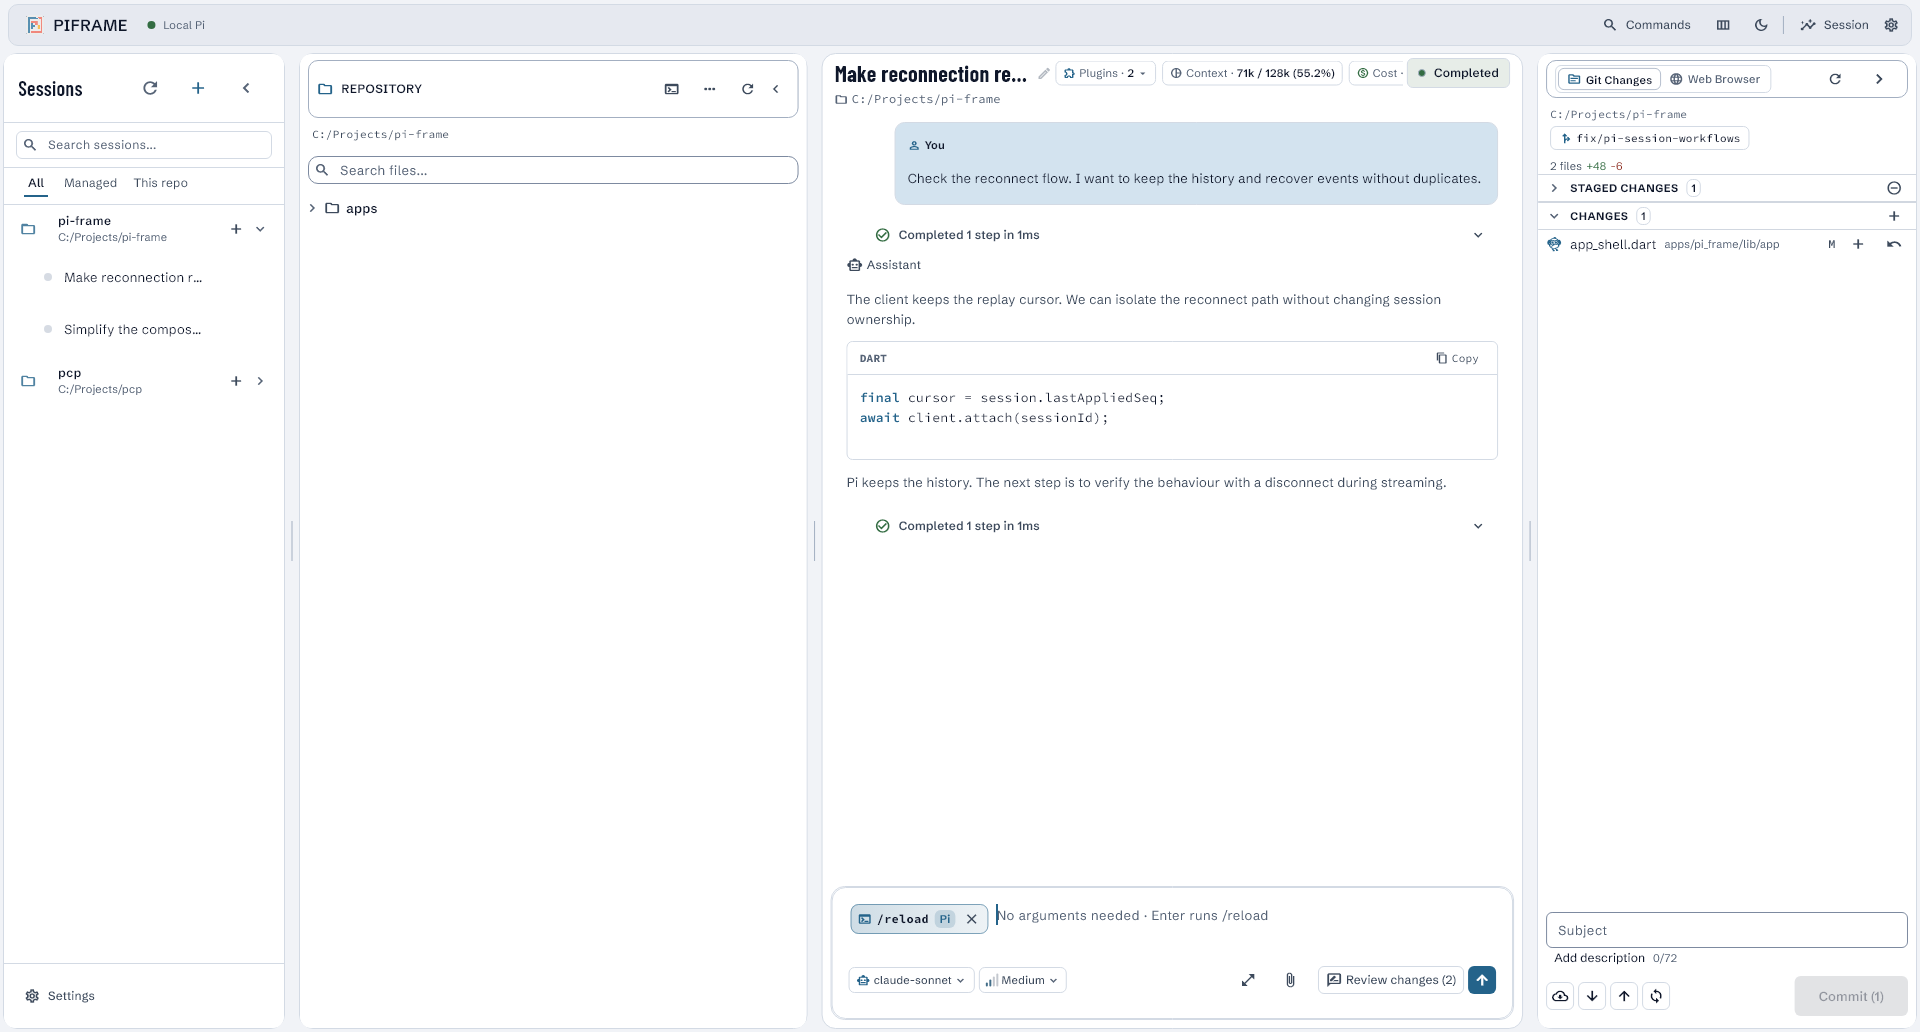 PIFRAME
Local Pi
Commands
Session
Sessions
Search sessions...
All
Managed
This repo
pi-frame
C:/Projects/pi-frame
Make reconnection r...
Simplify the compos...
pcp
C:/Projects/pcp
Settings
REPOSITORY
C:/Projects/pi-frame
Search files...
apps
Make reconnection re...
Plugins · 2
Context · 71k / 128k (55.2%)
Cost ·
Completed
C:/Projects/pi-frame
You
Check the reconnect flow. I want to keep the history and recover events without duplicates.
Completed 1 step in 1ms
Assistant
The client keeps the replay cursor. We can isolate the reconnect path without changing session
ownership.
DART
Copy
final cursor = session.lastAppliedSeq;
await client.attach(sessionId);
Pi keeps the history. The next step is to verify the behaviour with a disconnect during streaming.
Completed 1 step in 1ms
/reload Pi
No arguments needed · Enter runs /reload
claude-sonnet
Medium
Review changes (2)
Git Changes
Web Browser
C:/Projects/pi-frame
fix/pi-session-workflows
2 files +48 -6
STAGED CHANGES 1
CHANGES 1
app_shell.dart apps/pi_frame/lib/app M
Subject
Add description 0/72
Commit (1)